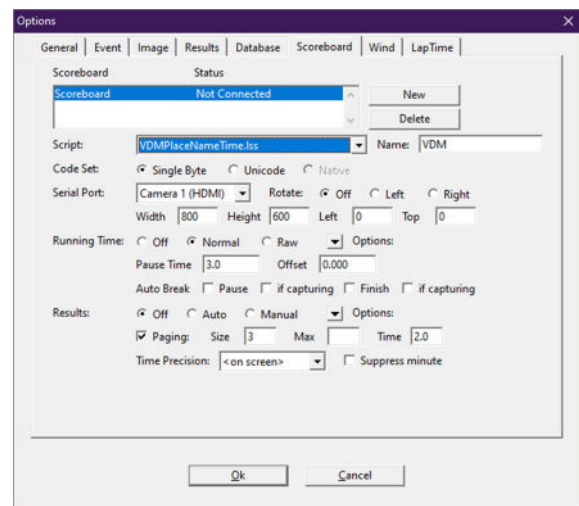 Options
General Event Image Results Database Scoreboard Wind LapTime
Scoreboard Status
Scoreboard Not Connected New
Delete
Script: VDMPlaceNameTime.lss Name: VDM
Code Set: Single Byte Unicode Native
Serial Port: Camera 1 (HDMI) Rotate: Off Left Right
Width 800 Height 600 Left 0 Top 0
Running Time: Off Normal Raw Options:
Pause Time 3.0 Offset 0.000
Auto Break Pause if capturing Finish if capturing
Results: Off Auto Manual Options:
Paging: Size 3 Max Time 2.0
Time Precision: <on screen> Suppress minute
Ok Cancel